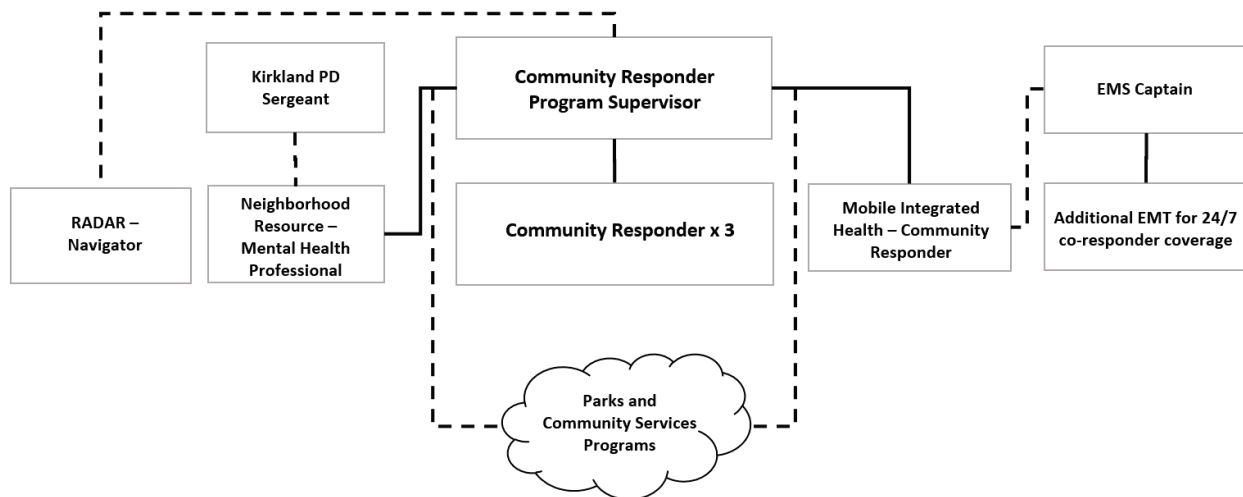 Kirkland PD
Sergeant
Community Responder
Program Supervisor
EMS Captain
RADAR –
Navigator
Neighborhood
Resource –
Mental Health
Professional
Community Responder x 3
Mobile Integrated
Health – Community
Responder
Additional EMT for 24/7
co-responder coverage
Parks and
Community Services
Programs